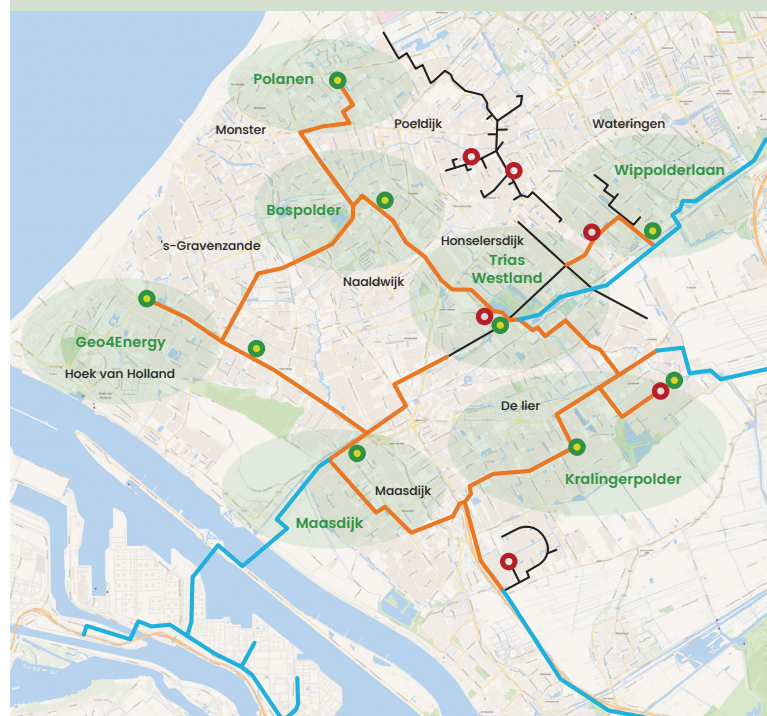 Polanen
Monster
Poeldijk
Wateringen
Wippolderlaan
Bospolder
's-Gravenzande
Honselersdijk
Trias
Westland
Naaldwijk
Geo4Energy
Hoek van Holland
De lier
Kralingerpolder
Maasdijk
Maasdijk